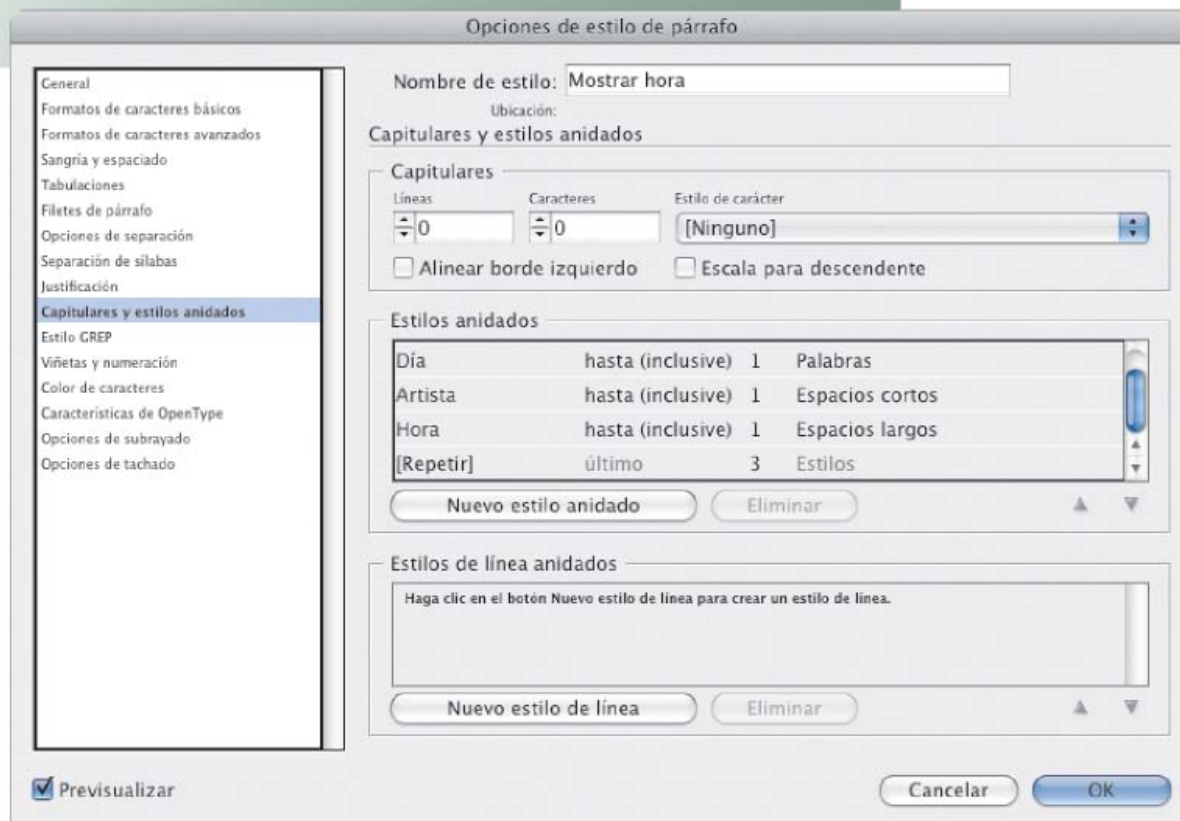 Opciones de estilo de párrafo
General
Formatos de caracteres básicos
Formatos de caracteres avanzados
Sangría y espaciado
Tabulaciones
Filetes de párrafo
Opciones de separación
Separación de sílabas
Justificación
Capitulares y estilos anidados
Estilo GREP
Viñetas y numeración
Color de caracteres
Características de OpenType
Opciones de subrayado
Opciones de tachado
Nombre de estilo: Mostrar hora
Ubicación:
Capitulares y estilos anidados
Capitulares
Líneas Caracteres Estilo de carácter
0 0 [Ninguno]
Alinear borde izquierdo Escala para descendente
Estilos anidados
Día hasta (inclusive) 1 Palabras
Artista hasta (inclusive) 1 Espacios cortos
Hora hasta (inclusive) 1 Espacios largos
[Repetir] último 3 Estilos
Nuevo estilo anidado Eliminar
Estilos de línea anidados
Haga clic en el botón Nuevo estilo de línea para crear un estilo de línea.
Nuevo estilo de línea Eliminar
Previsualizar Cancelar OK